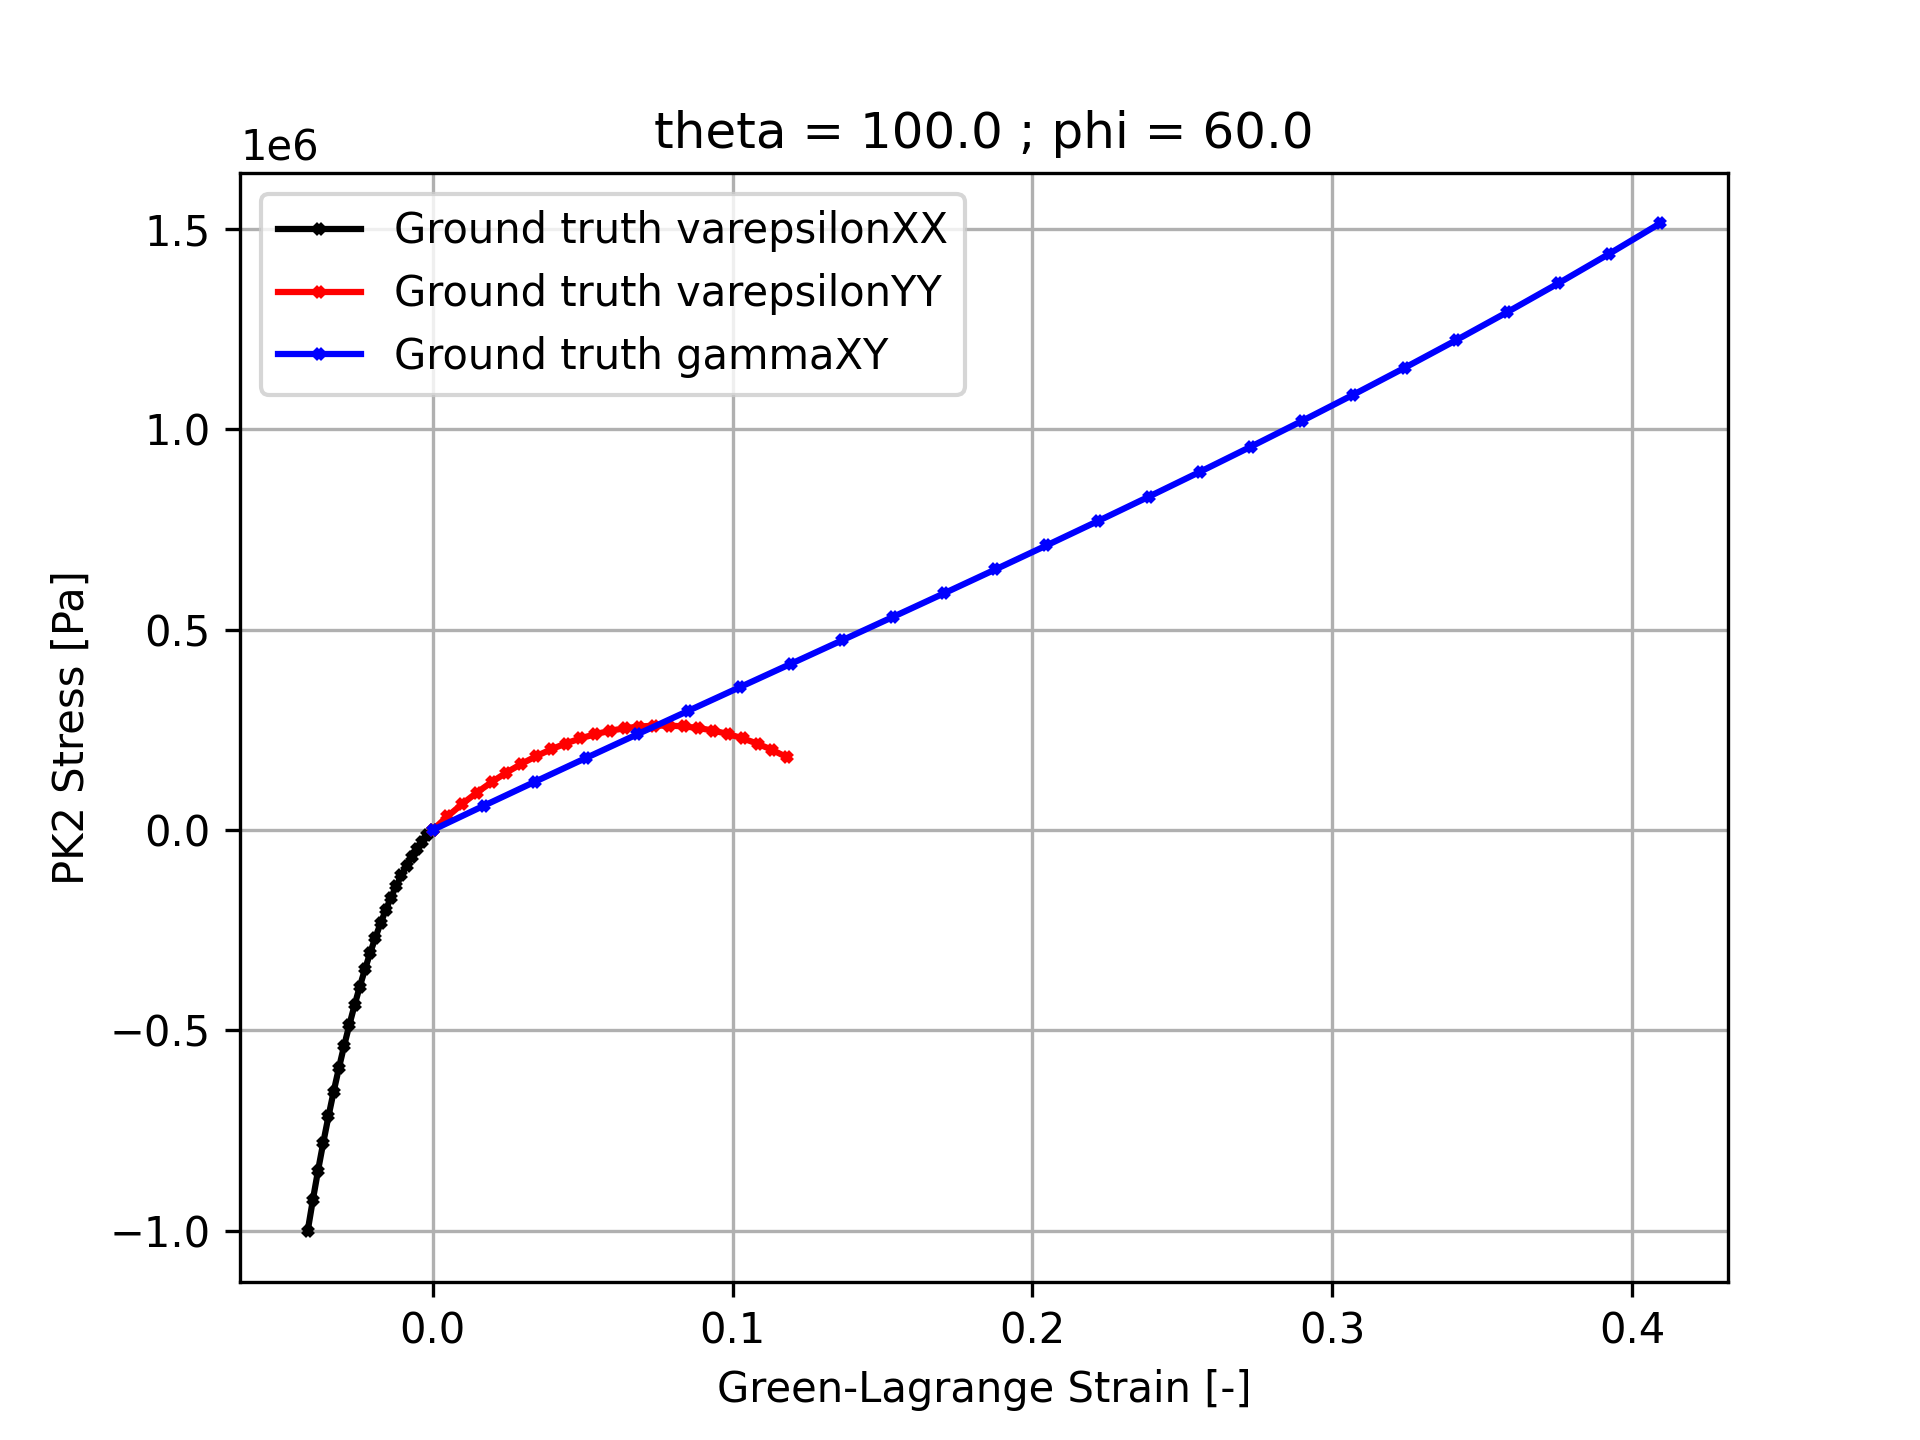 theta = 100.0 ; phi = 60.0
1e6
Ground truth varepsilonXX
Ground truth varepsilonYY
Ground truth gammaXY
1.5
1.0
0.5
0.0
−0.5
−1.0
PK2 Stress [Pa]
0.0 0.1 0.2 0.3 0.4
Green-Lagrange Strain [-]